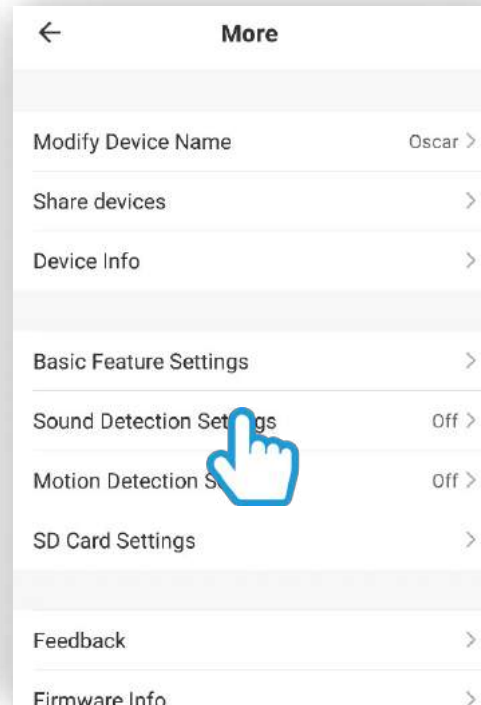 More
Modify Device Name Oscar
Share devices
Device Info
Basic Feature Settings
Sound Detection Off
Motion Detection Off
SD Card Settings
Feedback
Firmware Info